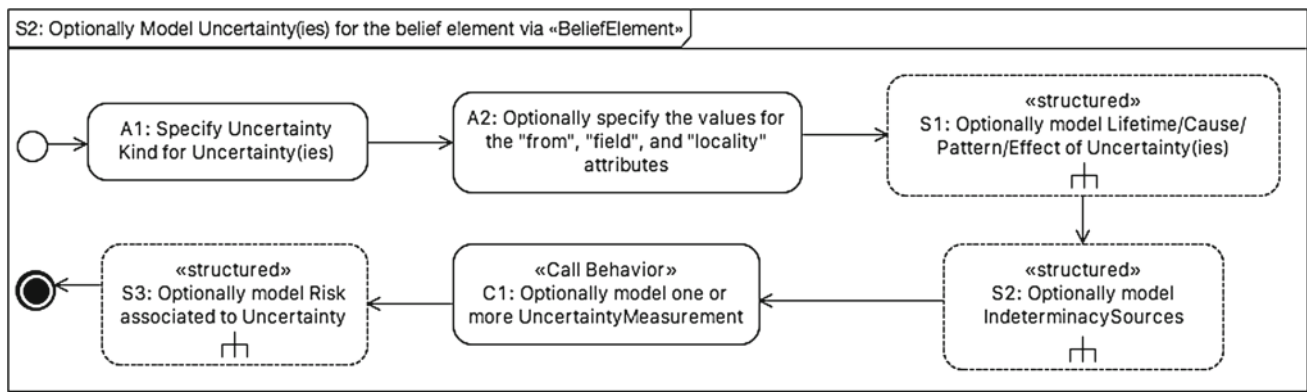 S2: Optionally Model Uncertainty(ies) for the belief element via «BeliefElement»
A1: Specify Uncertainty
Kind for Uncertainty(ies)
A2: Optionally specify the values for
the "from", "field", and "locality"
attributes
«structured»
S1: Optionally model Lifetime/Cause/
Pattern/Effect of Uncertainty(ies)
«structured»
S2: Optionally model
IndeterminacySources
«Call Behavior»
C1: Optionally model one or
more UncertaintyMeasurement
«structured»
S3: Optionally model Risk
associated to Uncertainty